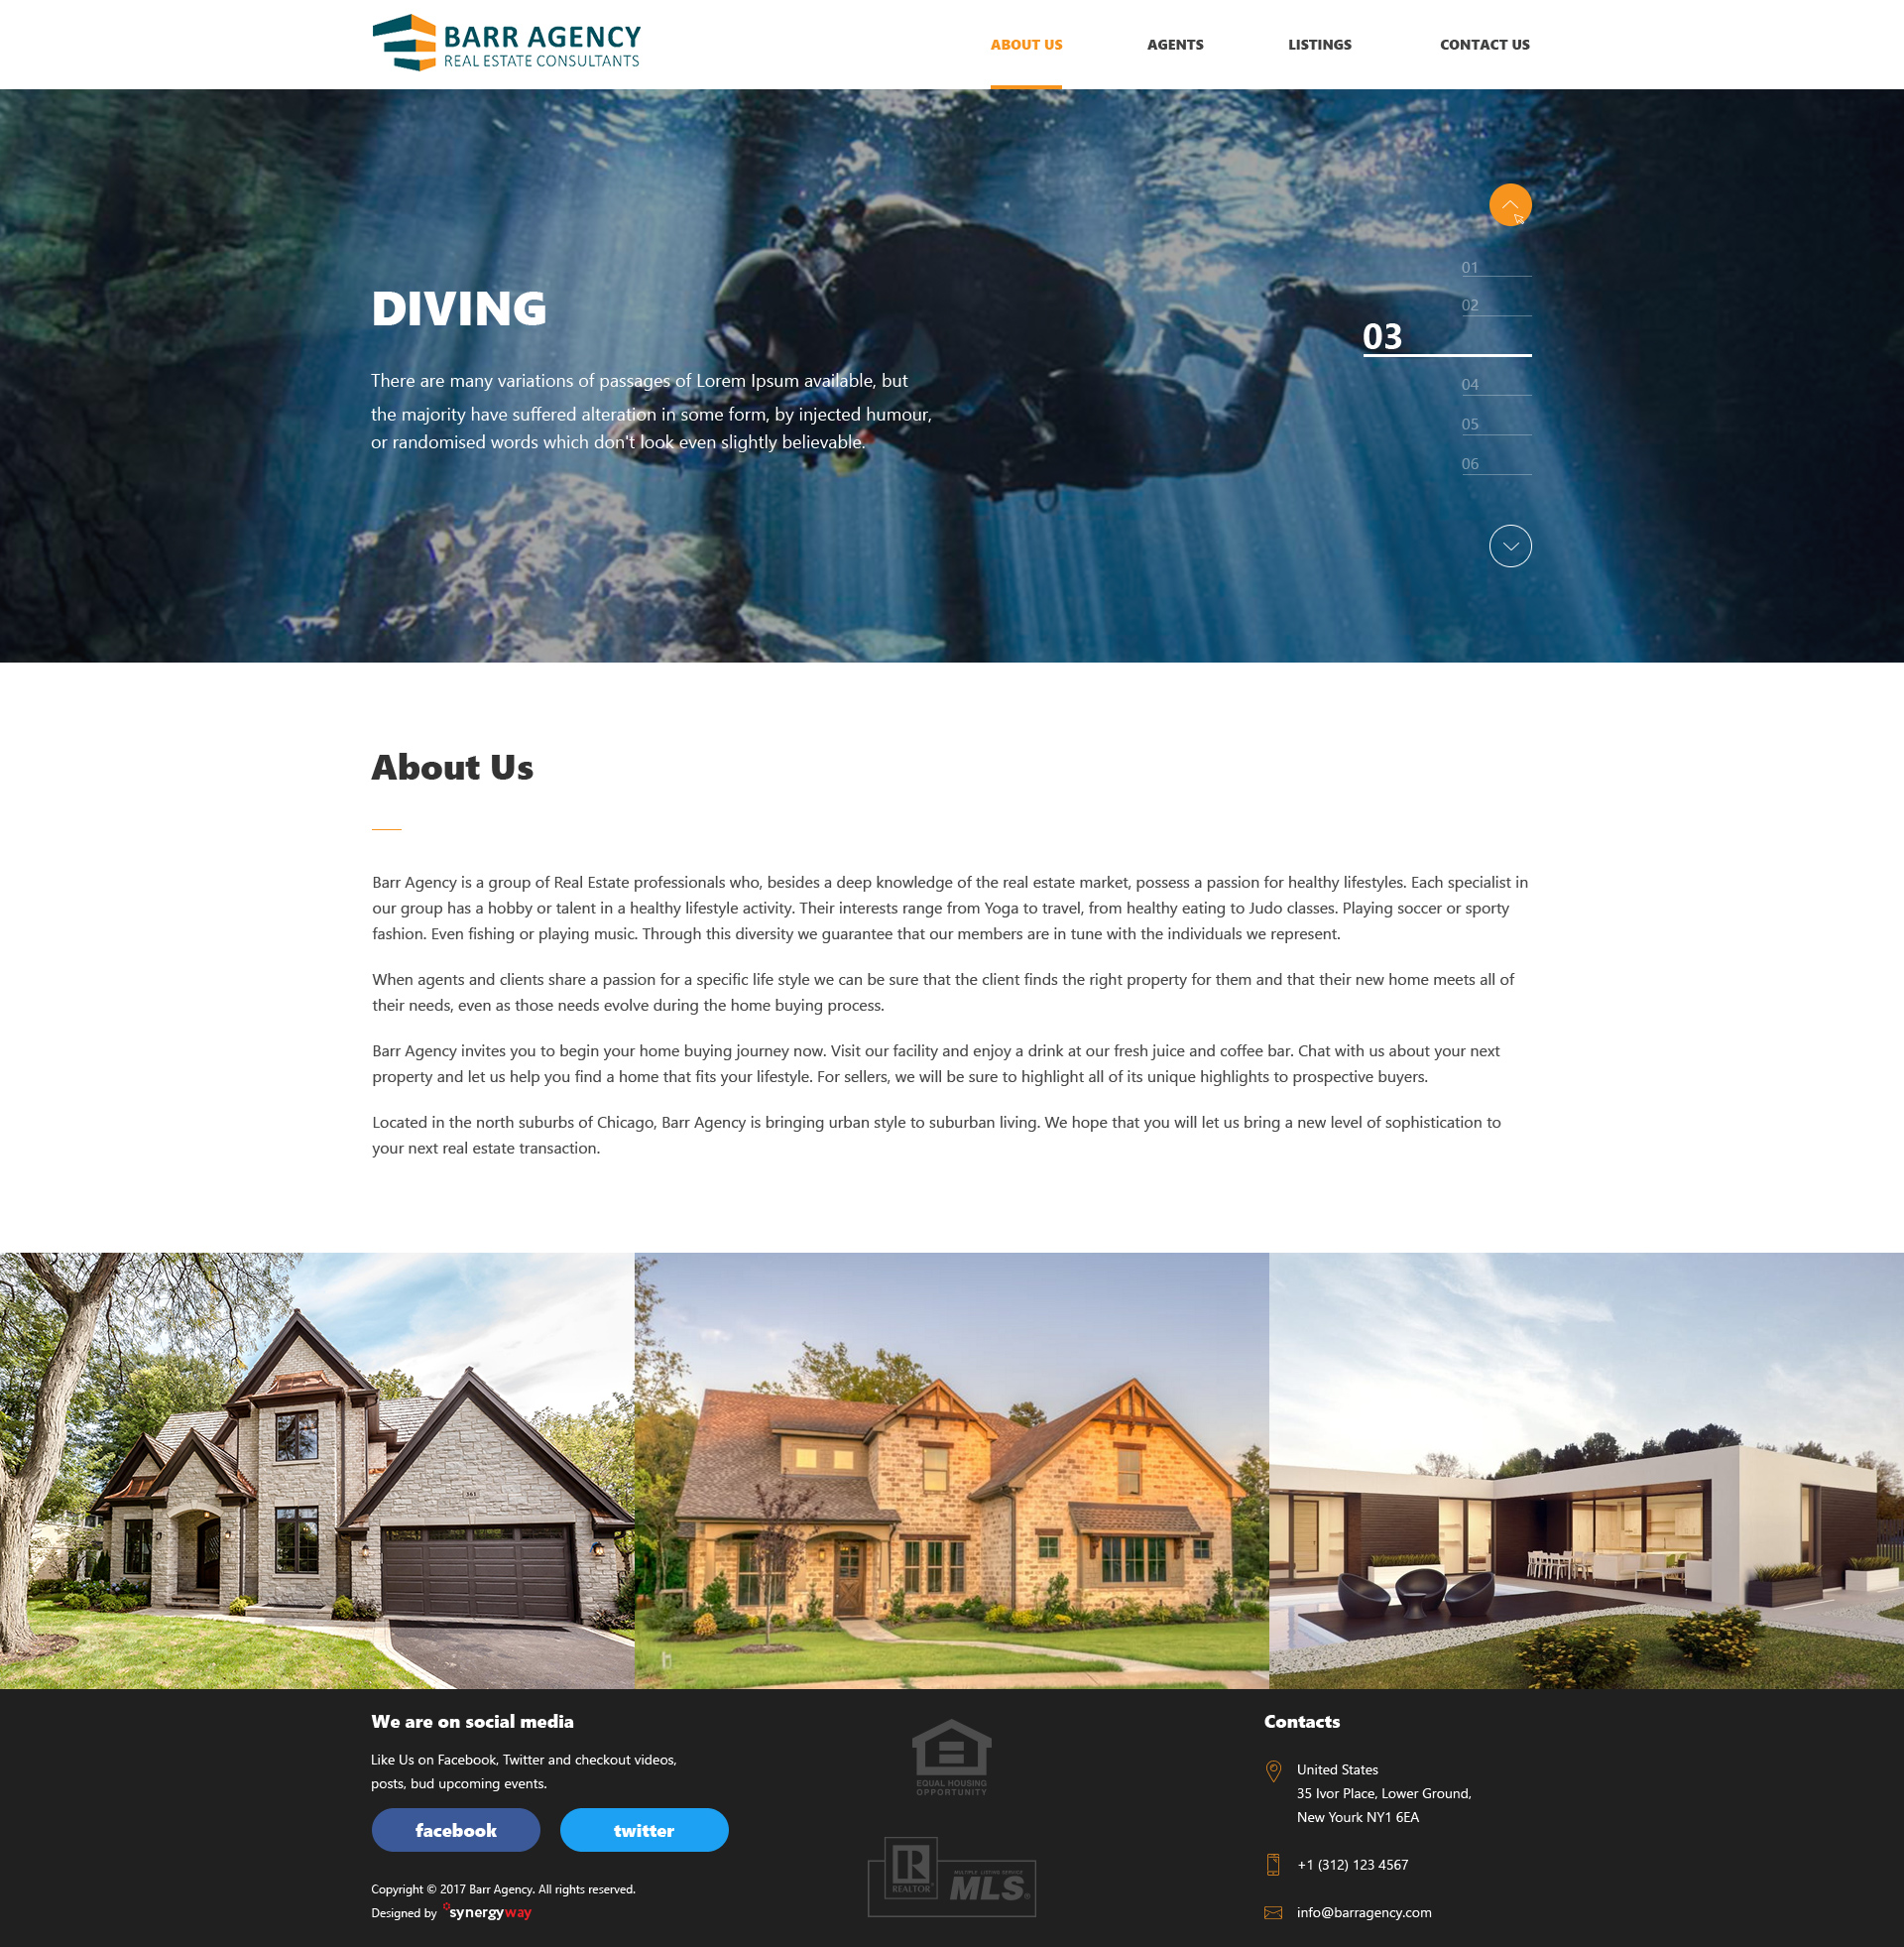 BARR AGENCY
REAL ESTATE CONSULTANTS
ABOUT US
AGENTS
LISTINGS
CONTACT US
01
02
03
04
05
06
DIVING
There are many variations of passages of Lorem Ipsum available, but
the majority have suffered alteration in some form, by injected humour,
or randomised words which don't look even slightly believable.
About Us
Barr Agency is a group of Real Estate professionals who, besides a deep knowledge of the real estate market, possess a passion for healthy lifestyles. Each specialist in
our group has a hobby or talent in a healthy lifestyle activity. Their interests range from Yoga to travel, from healthy eating to Judo classes. Playing soccer or sporty
fashion. Even fishing or playing music. Through this diversity we guarantee that our members are in tune with the individuals we represent.
When agents and clients share a passion for a specific life style we can be sure that the client finds the right property for them and that their new home meets all of
their needs, even as those needs evolve during the home buying process.
Barr Agency invites you to begin your home buying journey now. Visit our facility and enjoy a drink at our fresh juice and coffee bar. Chat with us about your next
property and let us help you find a home that fits your lifestyle. For sellers, we will be sure to highlight all of its unique highlights to prospective buyers.
Located in the north suburbs of Chicago, Barr Agency is bringing urban style to suburban living. We hope that you will let us bring a new level of sophistication to
your next real estate transaction.
We are on social media
Like Us on Facebook, Twitter and checkout videos,
posts, bud upcoming events.
facebook
twitter
Copyright © 2017 Barr Agency. All rights reserved.
Designed by synergyway
EQUAL HOUSING
OPPORTUNITY
R
REALTOR®
MULTIPLE LISTING SERVICE
MLS®
Contacts
United States
35 Ivor Place, Lower Ground,
New Yourk NY1 6EA
+1 (312) 123 4567
info@barragency.com